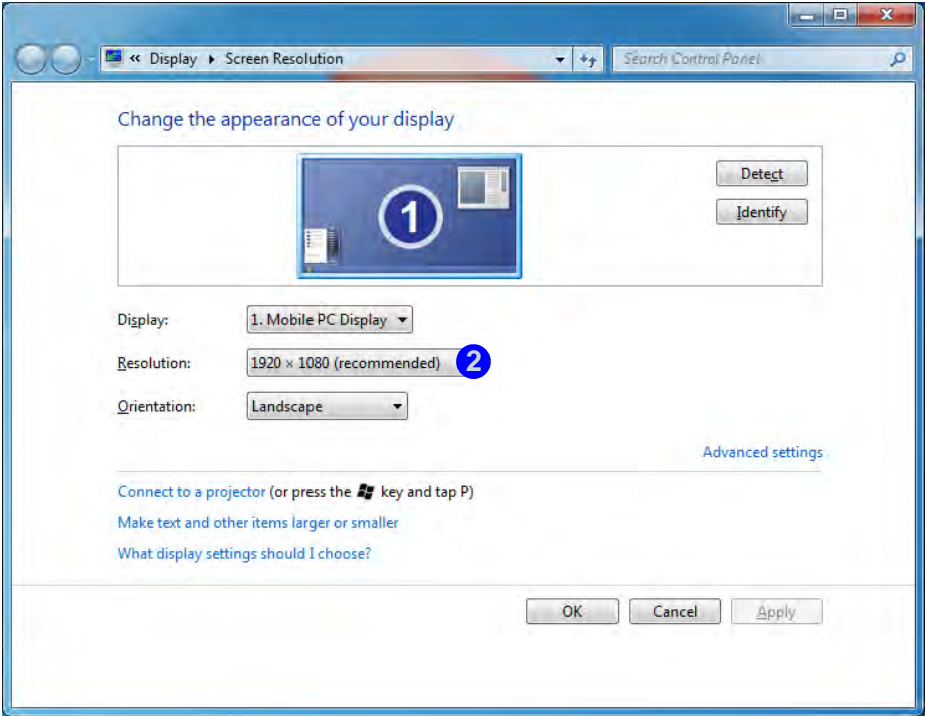 « Display ▸ Screen Resolution
Search Control Panel
Change the appearance of your display
1
Detect
Identify
Display: 1. Mobile PC Display
Resolution: 1920 × 1080 (recommended) 2
Orientation: Landscape
Advanced settings
Connect to a projector (or press the key and tap P)
Make text and other items larger or smaller
What display settings should I choose?
OK Cancel Apply